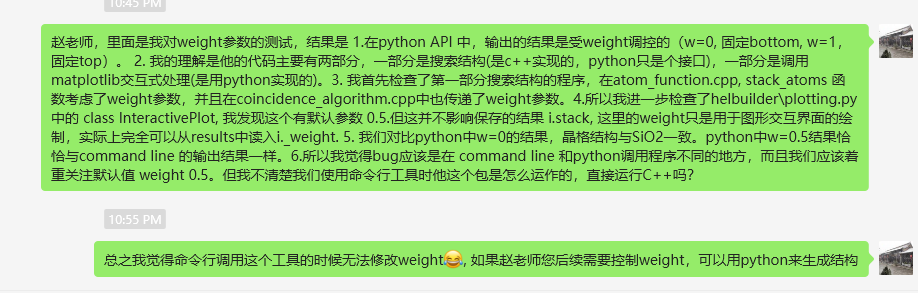 10:45 PM
赵老师，里面是我对weight参数的测试，结果是 1.在python API 中，输出的结果是受weight调控的（w=0, 固定bottom, w=1，
固定top）。 2. 我的理解是他的代码主要有两部分，一部分是搜索结构(是c++实现的，python只是个接口)，一部分是调用
matplotlib交互式处理(是用python实现的)。3. 我首先检查了第一部分搜索结构的程序，在atom_function.cpp, stack_atoms 函
数考虑了weight参数，并且在coincidence_algorithm.cpp中也传递了weight参数。4.所以我进一步检查了helbuilder\plotting.py
中的 class InteractivePlot, 我发现这个有默认参数 0.5.但这并不影响保存的结果 i.stack, 这里的weight只是用于图形交互界面的绘
制，实际上完全可以从results中读入i._weight. 5. 我们对比python中w=0的结果，晶格结构与SiO2一致。python中w=0.5结果恰
恰与command line 的输出结果一样。6.所以我觉得bug应该是在 command line 和python调用程序不同的地方，而且我们应该着
重关注默认值 weight 0.5。但我不清楚我们使用命令行工具时他这个包是怎么运作的，直接运行C++吗?
10:55 PM
总之我觉得命令行调用这个工具的时候无法修改weight😂, 如果赵老师您后续需要控制weight，可以用python来生成结构